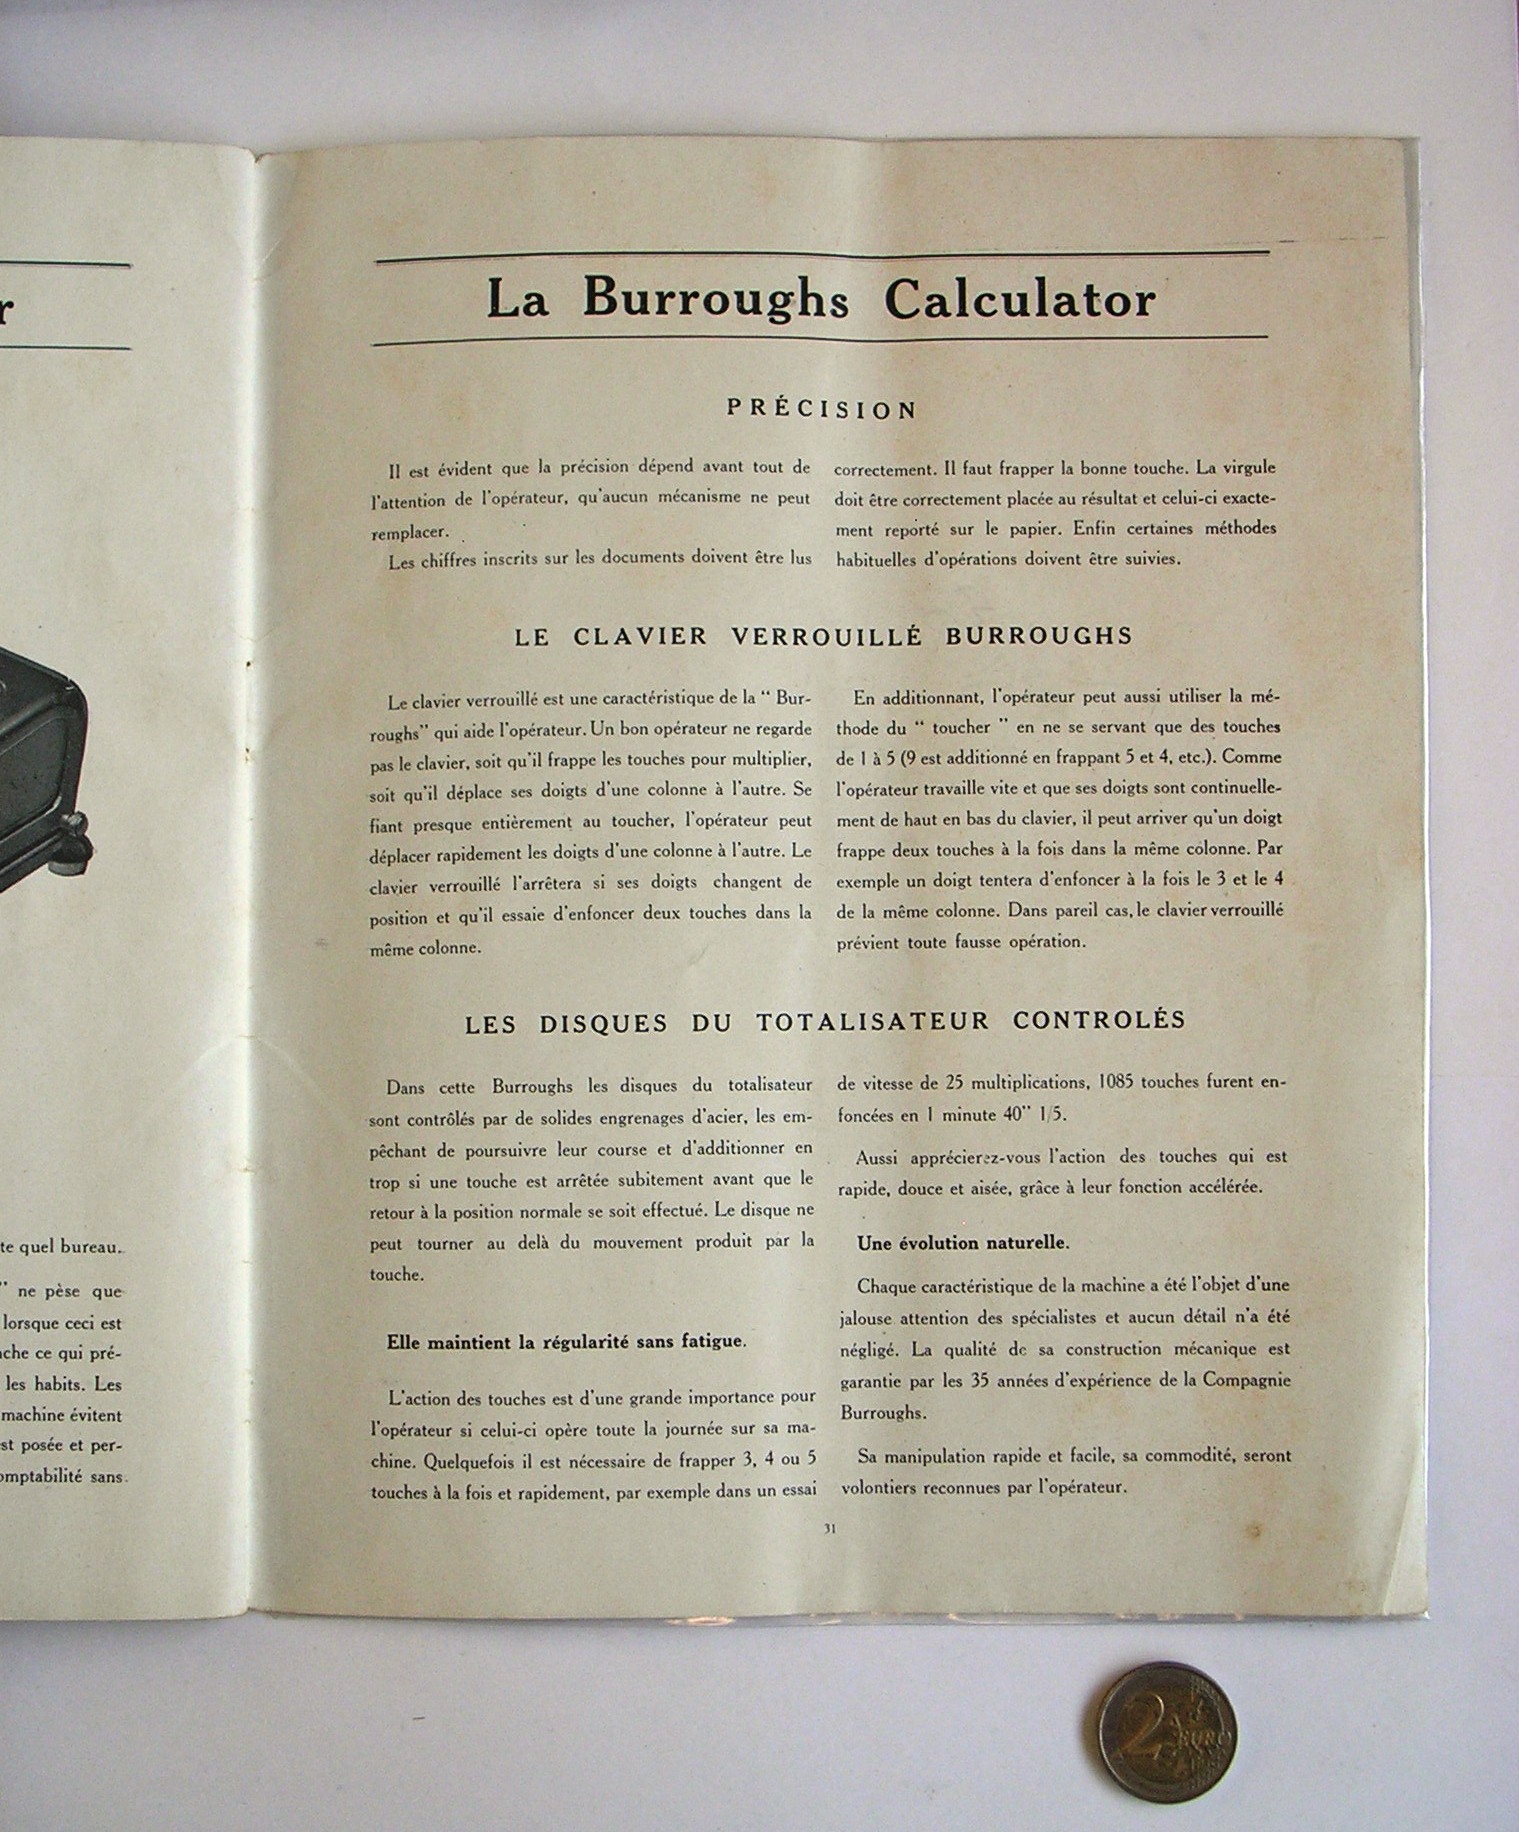 r
te quel bureau.
" ne pèse que
lorsque ceci est
che ce qui pré-
les habits. Les
machine évitent
st posée et per-
omptabilité sans
La Burroughs Calculator
PRÉCISION
Il est évident que la précision dépend avant tout de
l'attention de l'opérateur, qu'aucun mécanisme ne peut
remplacer.
Les chiffres inscrits sur les documents doivent être lus
correctement. Il faut frapper la bonne touche. La virgule
doit être correctement placée au résultat et celui-ci exacte-
ment reporté sur le papier. Enfin certaines méthodes
habituelles d'opérations doivent être suivies.
LE CLAVIER VERROUILLÉ BURROUGHS
Le clavier verrouillé est une caractéristique de la " Bur-
roughs" qui aide l'opérateur. Un bon opérateur ne regarde
pas le clavier, soit qu'il frappe les touches pour multiplier,
soit qu'il déplace ses doigts d'une colonne à l'autre. Se
fiant presque entièrement au toucher, l'opérateur peut
déplacer rapidement les doigts d'une colonne à l'autre. Le
clavier verrouillé l'arrêtera si ses doigts changent de
position et qu'il essaie d'enfoncer deux touches dans la
même colonne.
En additionnant, l'opérateur peut aussi utiliser la mé-
thode du " toucher " en ne se servant que des touches
de 1 à 5 (9 est additionné en frappant 5 et 4, etc.). Comme
l'opérateur travaille vite et que ses doigts sont continuelle-
ment de haut en bas du clavier, il peut arriver qu'un doigt
frappe deux touches à la fois dans la même colonne. Par
exemple un doigt tentera d'enfoncer à la fois le 3 et le 4
de la même colonne. Dans pareil cas, le clavier verrouillé
prévient toute fausse opération.
LES DISQUES DU TOTALISATEUR CONTROLÉS
Dans cette Burroughs les disques du totalisateur
sont contrôlés par de solides engrenages d'acier, les em-
pêchant de poursuivre leur course et d'additionner en
trop si une touche est arrêtée subitement avant que le
retour à la position normale se soit effectué. Le disque ne
peut tourner au delà du mouvement produit par la
touche.
Elle maintient la régularité sans fatigue.
L'action des touches est d'une grande importance pour
l'opérateur si celui-ci opère toute la journée sur sa ma-
chine. Quelquefois il est nécessaire de frapper 3, 4 ou 5
touches à la fois et rapidement, par exemple dans un essai
de vitesse de 25 multiplications, 1085 touches furent en-
foncées en 1 minute 40" 1/5.
Aussi apprécierez-vous l'action des touches qui est
rapide, douce et aisée, grâce à leur fonction accélérée.
Une évolution naturelle.
Chaque caractéristique de la machine a été l'objet d'une
jalouse attention des spécialistes et aucun détail n'a été
négligé. La qualité de sa construction mécanique est
garantie par les 35 années d'expérience de la Compagnie
Burroughs.
Sa manipulation rapide et facile, sa commodité, seront
volontiers reconnues par l'opérateur.
31
2 EURO